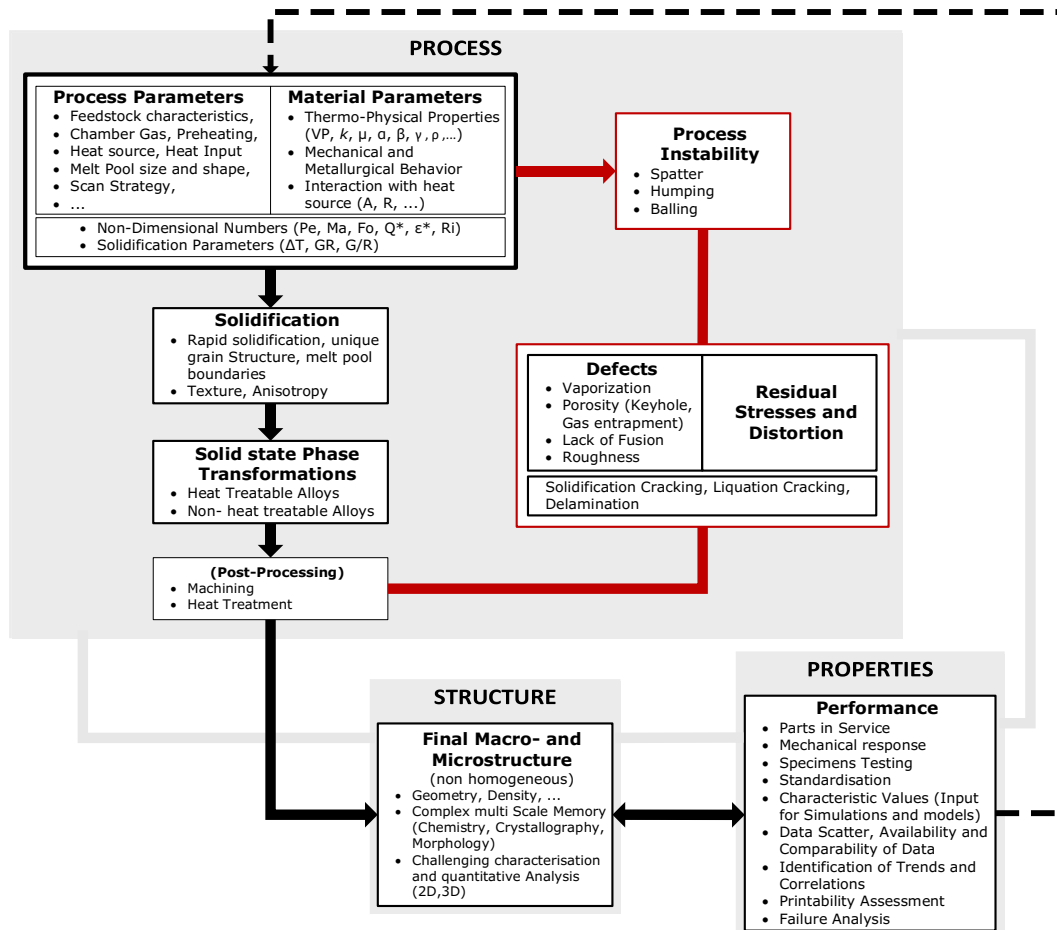 PROCESS
Process Parameters
• Feedstock characteristics,
• Chamber Gas, Preheating,
• Heat source, Heat Input
• Melt Pool size and shape,
• Scan Strategy,
• ...
Material Parameters
• Thermo-Physical Properties
(VP, k, μ, α, β, γ, ρ,...)
• Mechanical and
Metallurgical Behavior
• Interaction with heat
source (A, R, ...)
• Non-Dimensional Numbers (Pe, Ma, Fo, Q*, ε*, Ri)
• Solidification Parameters (ΔT, GR, G/R)
Process
Instability
• Spatter
• Humping
• Balling
Solidification
• Rapid solidification, unique
grain Structure, melt pool
boundaries
• Texture, Anisotropy
Defects
• Vaporization
• Porosity (Keyhole,
Gas entrapment)
• Lack of Fusion
• Roughness
Residual
Stresses and
Distortion
Solidification Cracking, Liquation Cracking,
Delamination
Solid state Phase
Transformations
• Heat Treatable Alloys
• Non- heat treatable Alloys
(Post-Processing)
• Machining
• Heat Treatment
STRUCTURE
Final Macro- and
Microstructure
(non homogeneous)
• Geometry, Density, ...
• Complex multi Scale Memory
(Chemistry, Crystallography,
Morphology)
• Challenging characterisation
and quantitative Analysis
(2D,3D)
PROPERTIES
Performance
• Parts in Service
• Mechanical response
• Specimens Testing
• Standardisation
• Characteristic Values (Input
for Simulations and models)
• Data Scatter, Availability and
Comparability of Data
• Identification of Trends and
Correlations
• Printability Assessment
• Failure Analysis